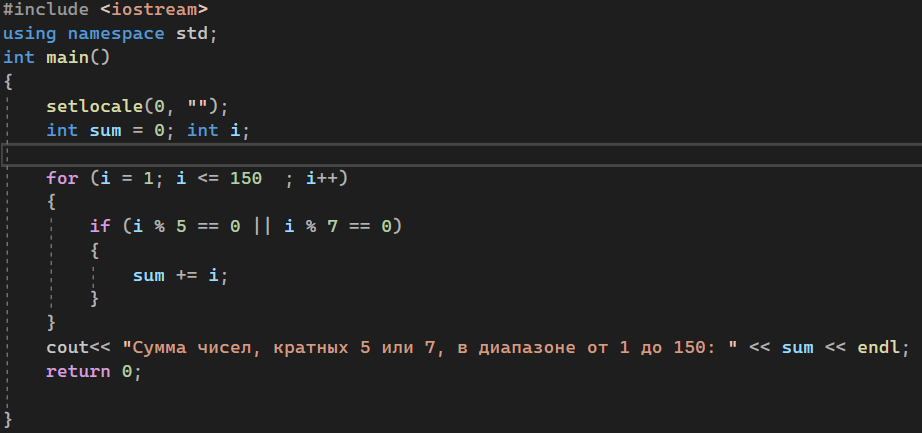 #include <iostream>
using namespace std;
int main()
{
    setlocale(0, "");
    int sum = 0; int i;

    for (i = 1; i <= 150  ; i++)
    {
        if (i % 5 == 0 || i % 7 == 0)
        {
            sum += i;
        }
    }
    cout<< "Сумма чисел, кратных 5 или 7, в диапазоне от 1 до 150: " << sum << endl;
    return 0;

}